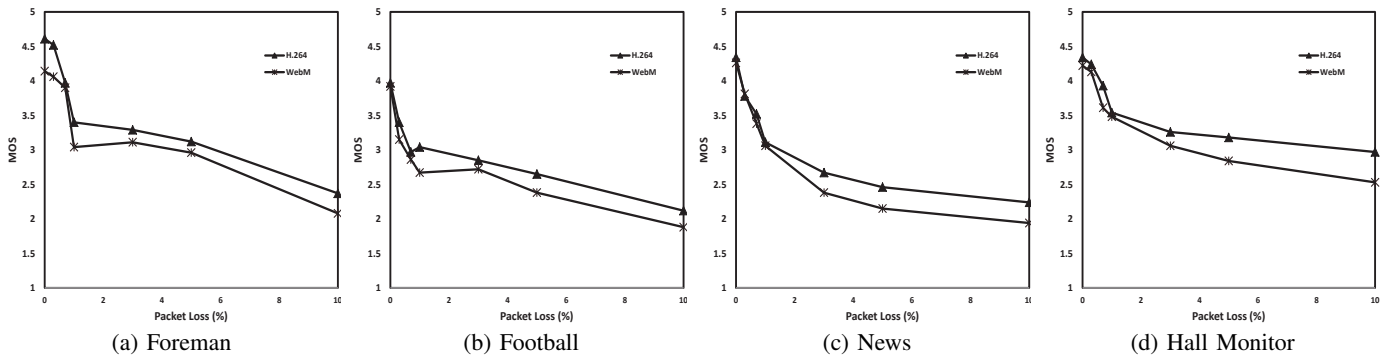 5
4.5
4
3.5
3
2.5
2
1.5
1
MOS
H.264
WebM
0 2 4 6 8 10
Packet Loss (%)
(a) Foreman
5
4.5
4
3.5
3
2.5
2
1.5
1
MOS
H.264
WebM
0 2 4 6 8 10
Packet Loss (%)
(b) Football
5
4.5
4
3.5
3
2.5
2
1.5
1
MOS
H.264
WebM
0 2 4 6 8 10
Packet Loss (%)
(c) News
5
4.5
4
3.5
3
2.5
2
1.5
1
MOS
H.264
WebM
0 2 4 6 8 10
Packet Loss (%)
(d) Hall Monitor